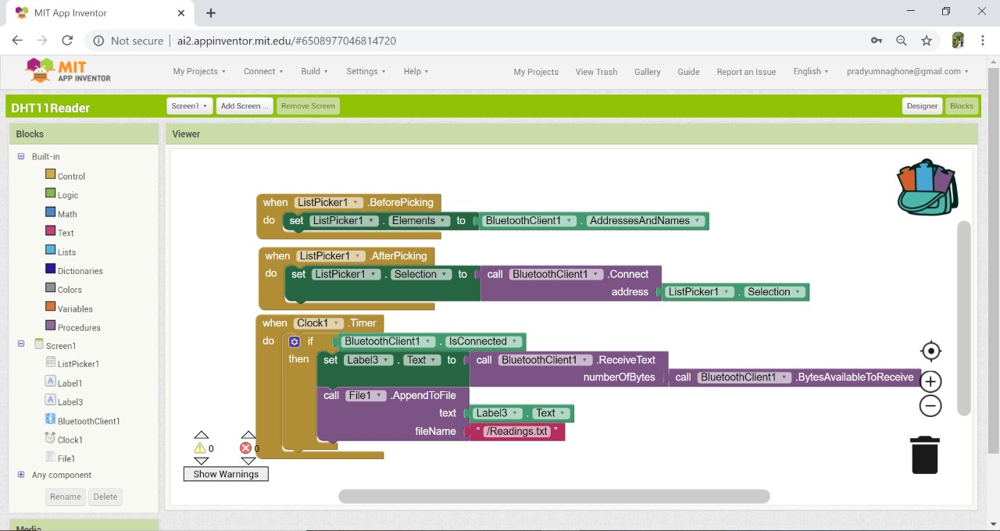 MIT App Inventor
Not secure | ai2.appinventor.mit.edu/#6508977046814720
MIT
APP INVENTOR
My Projects Connect Build Settings Help My Projects View Trash Gallery Guide Report an Issue English pradyumnaghone@gmail.com
DHT11Reader Screen1 Add Screen ... Remove Screen Designer Blocks
Blocks
Viewer
Built-in
Control
Logic
Math
Text
Lists
Dictionaries
Colors
Variables
Procedures
Screen1
ListPicker1
Label1
Label3
BluetoothClient1
Clock1
File1
Any component
Rename Delete
Media
when ListPicker1 .BeforePicking
do set ListPicker1 . Elements to BluetoothClient1 . AddressesAndNames
when ListPicker1 .AfterPicking
do set ListPicker1 . Selection to call BluetoothClient1 .Connect
address ListPicker1 . Selection
when Clock1 .Timer
do if BluetoothClient1 . IsConnected
then set Label3 . Text to call BluetoothClient1 .ReceiveText
numberOfBytes call BluetoothClient1 .BytesAvailableToReceive
call File1 .AppendToFile
text Label3 . Text
fileName " /Readings.txt "
0 0
Show Warnings